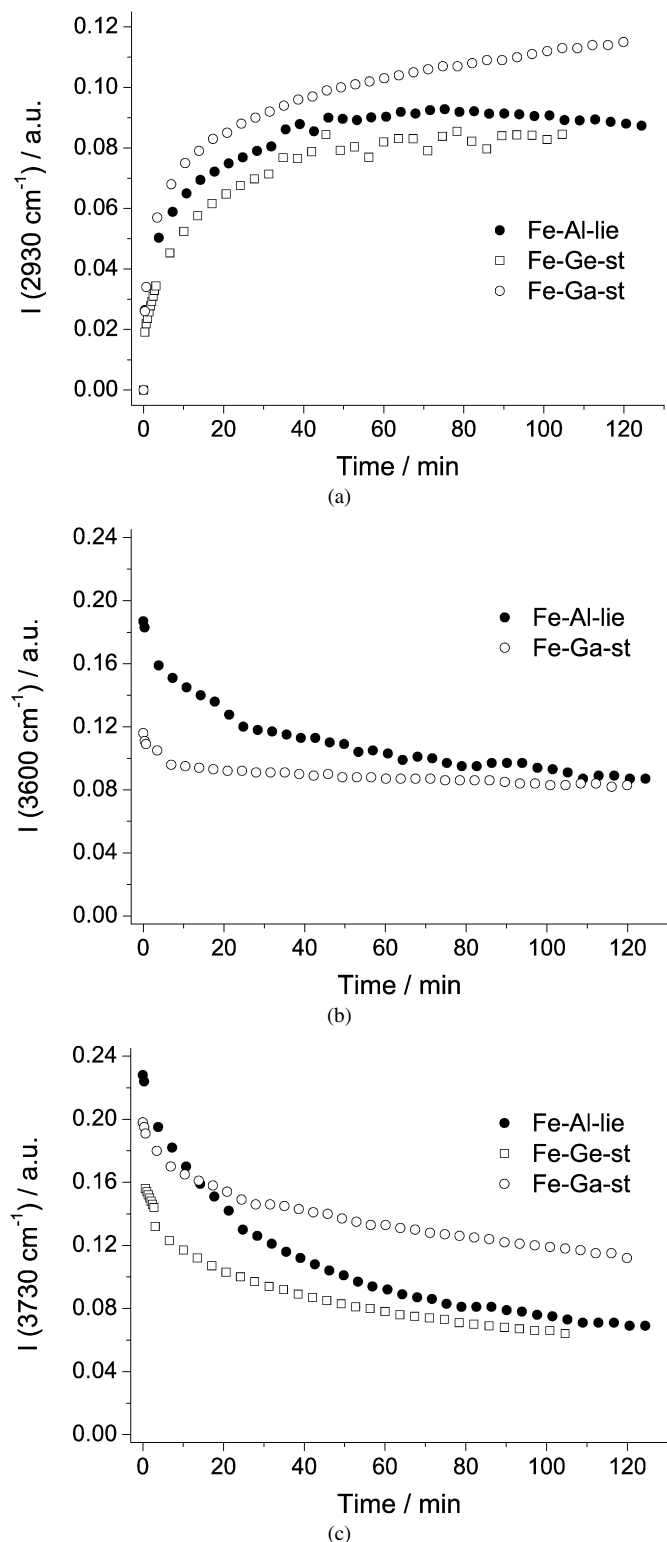 0.12
0.10
0.08
0.06
0.04
0.02
0.00
I (2930 cm⁻¹) / a.u.
Fe-Al-lie
Fe-Ge-st
Fe-Ga-st
0 20 40 60 80 100 120
Time / min
(a)
0.24
0.20
0.16
0.12
0.08
0.04
0.00
I (3600 cm⁻¹) / a.u.
Fe-Al-lie
Fe-Ga-st
0 20 40 60 80 100 120
Time / min
(b)
0.24
0.20
0.16
0.12
0.08
0.04
0.00
I (3730 cm⁻¹) / a.u.
Fe-Al-lie
Fe-Ge-st
Fe-Ga-st
0 20 40 60 80 100 120
Time / min
(c)